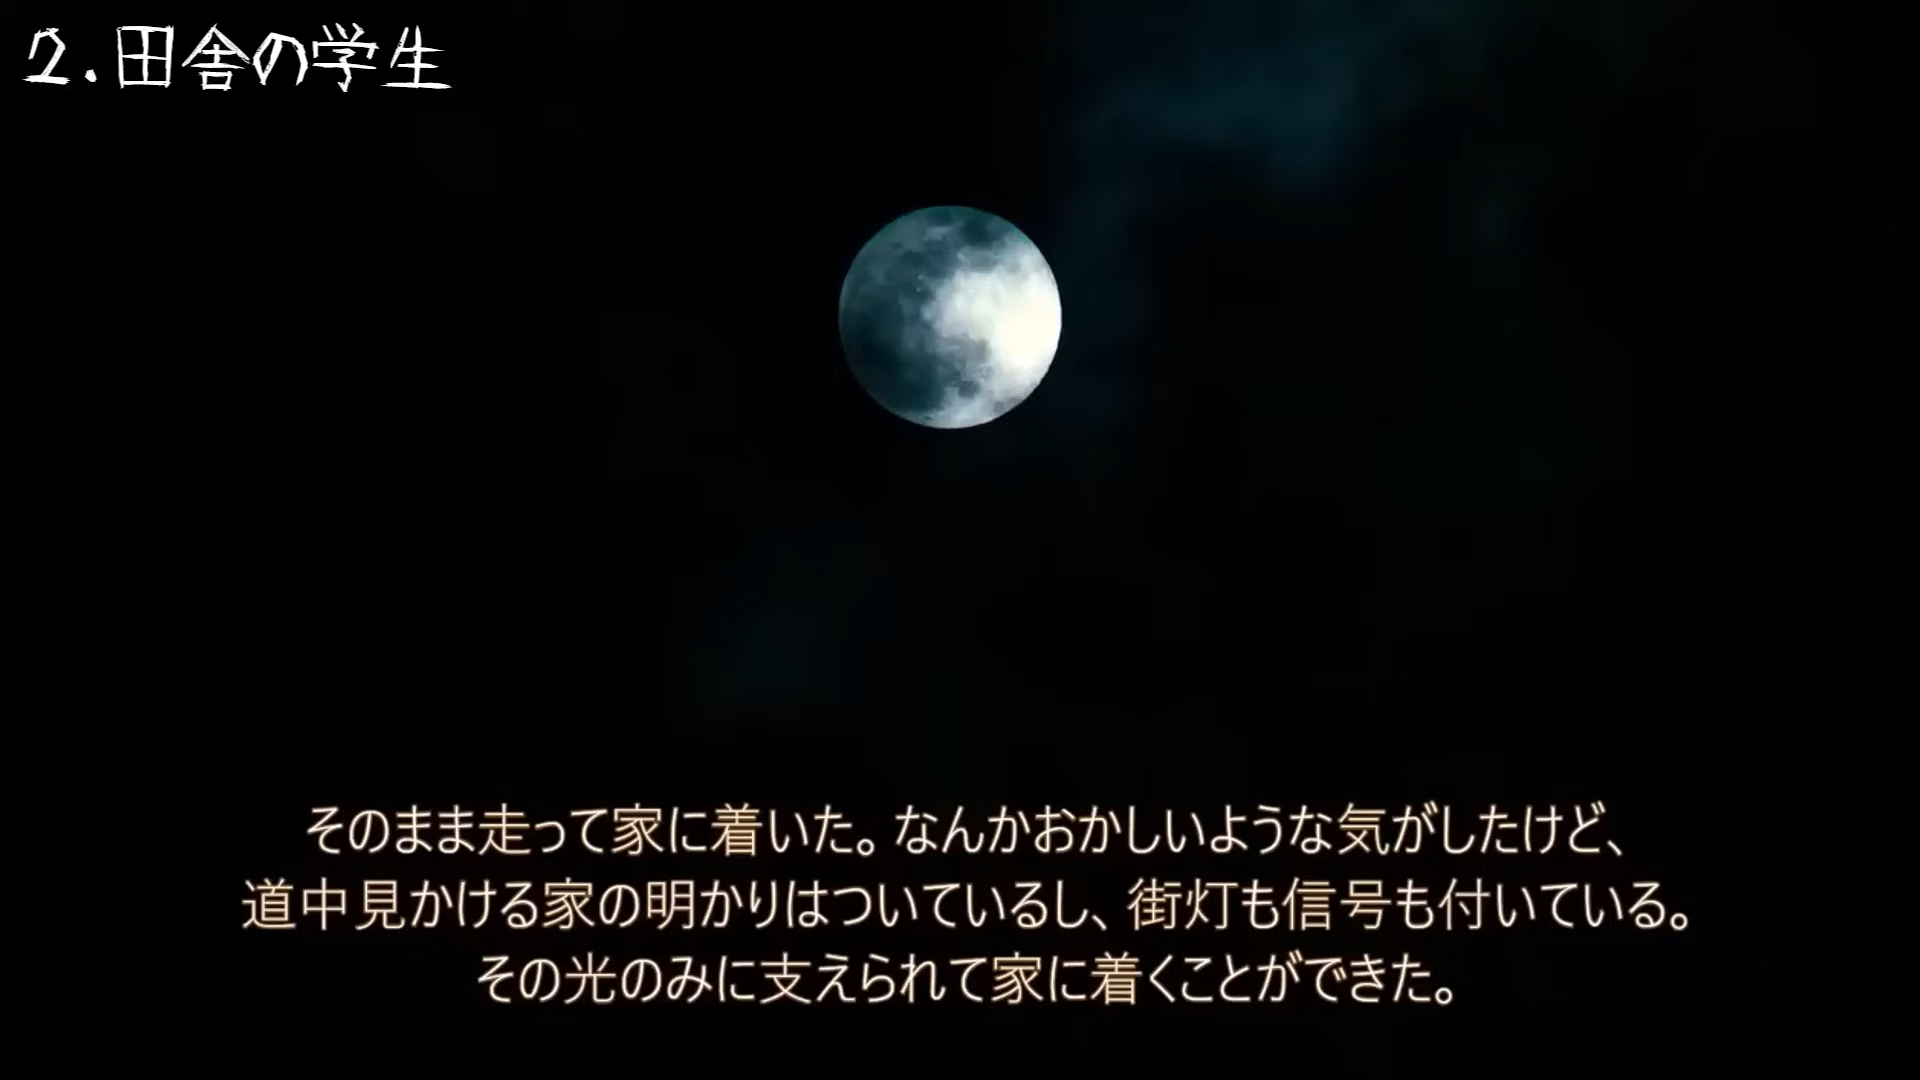 2.田舎の学生
そのまま走って家に着いた。なんかおかしいような気がしたけど、
道中見かける家の明かりはついているし、街灯も信号も付いている。
その光のみに支えられて家に着くことができた。